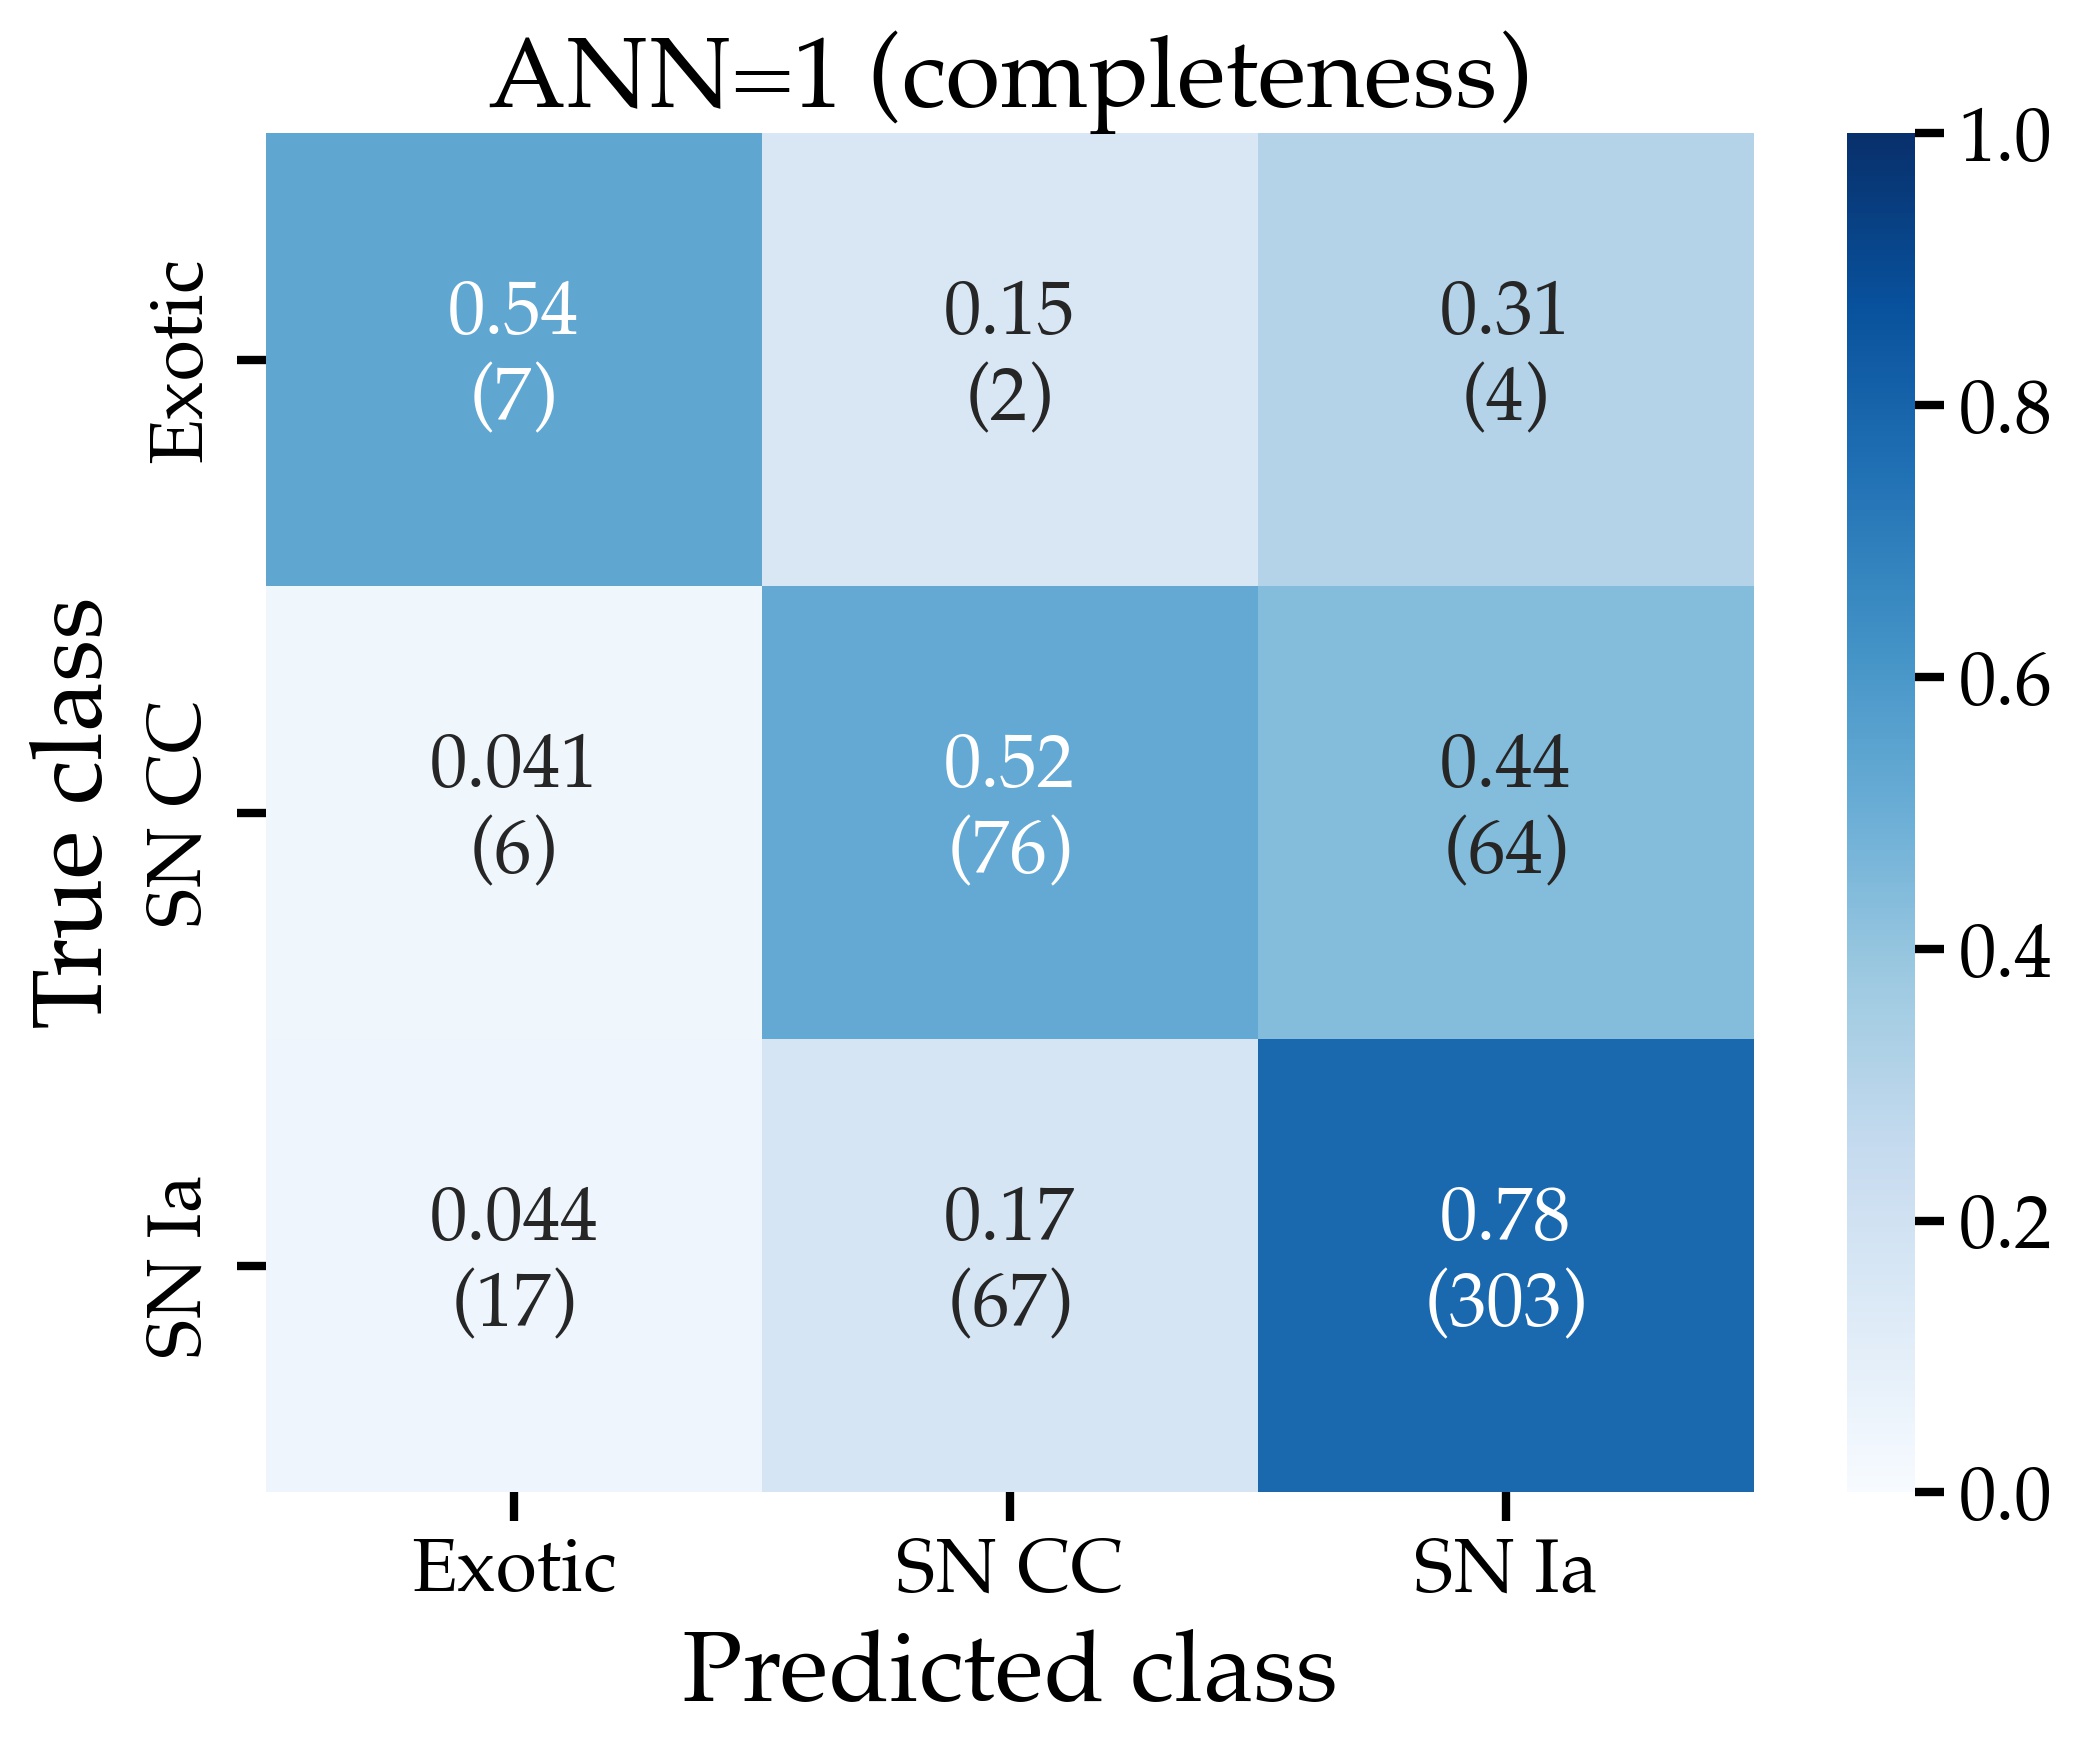 ANN=1 (completeness)
True class
Exotic
0.54
(7)
0.15
(2)
0.31
(4)
SN CC
0.041
(6)
0.52
(76)
0.44
(64)
SN Ia
0.044
(17)
0.17
(67)
0.78
(303)
Exotic
SN CC
SN Ia
Predicted class
1.0
0.8
0.6
0.4
0.2
0.0